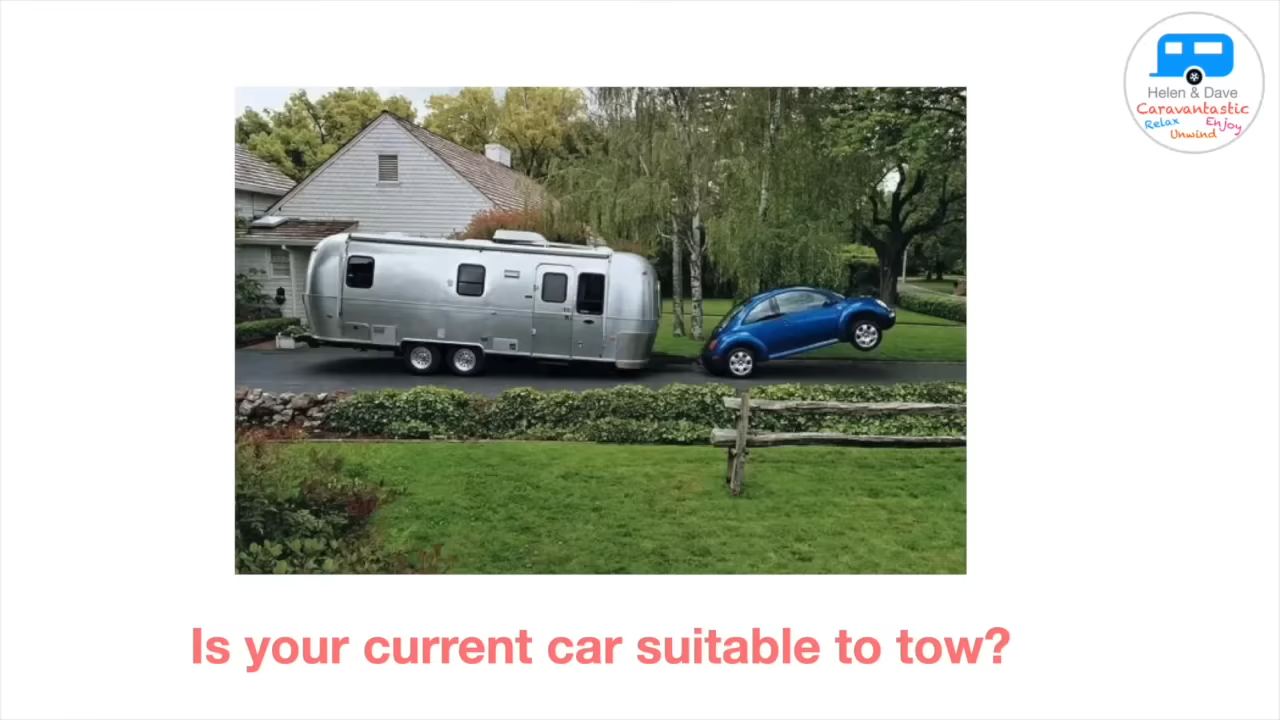 Helen & Dave
Caravantastic
Relax Enjoy
Unwind
Is your current car suitable to tow?